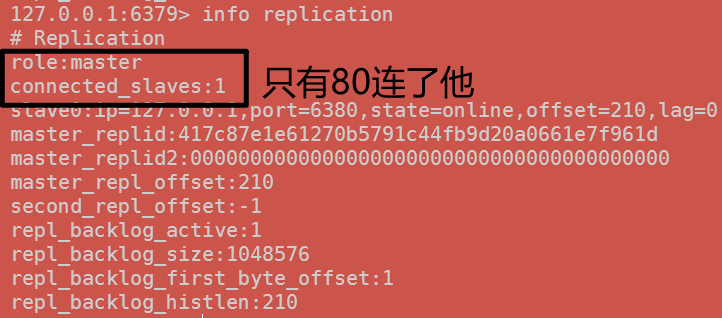 127.0.0.1:6379> info replication
# Replication
role:master
connected_slaves:1
只有80连了他
slave0:ip=127.0.0.1,port=6380,state=online,offset=210,lag=0
master_replid:417c87e1e61270b5791c44fb9d20a0661e7f961d
master_replid2:0000000000000000000000000000000000000000
master_repl_offset:210
second_repl_offset:-1
repl_backlog_active:1
repl_backlog_size:1048576
repl_backlog_first_byte_offset:1
repl_backlog_histlen:210